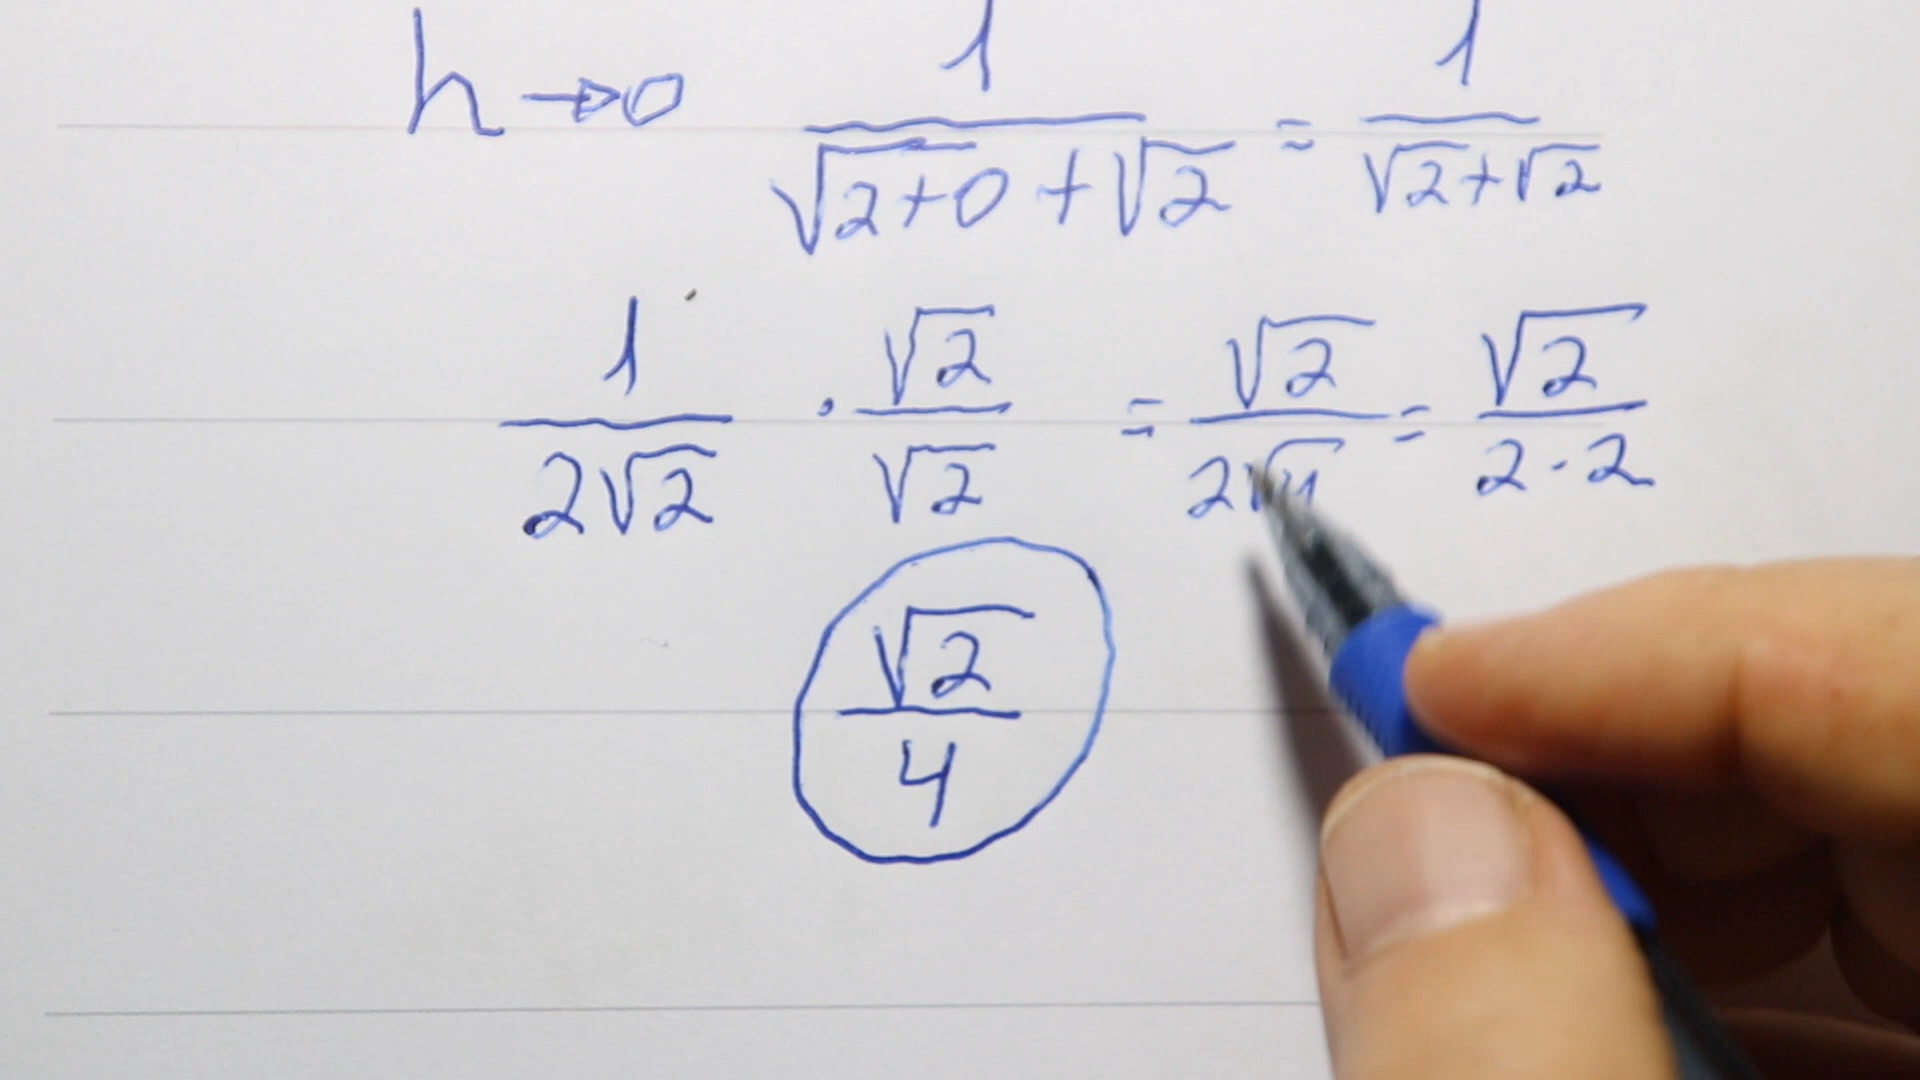 h→0 1/(√(2+0) + √2) = 1/(√2+√2)
1/(2√2) · √2/√2 = √2/(2√4) = √2/(2·2)
√2/4